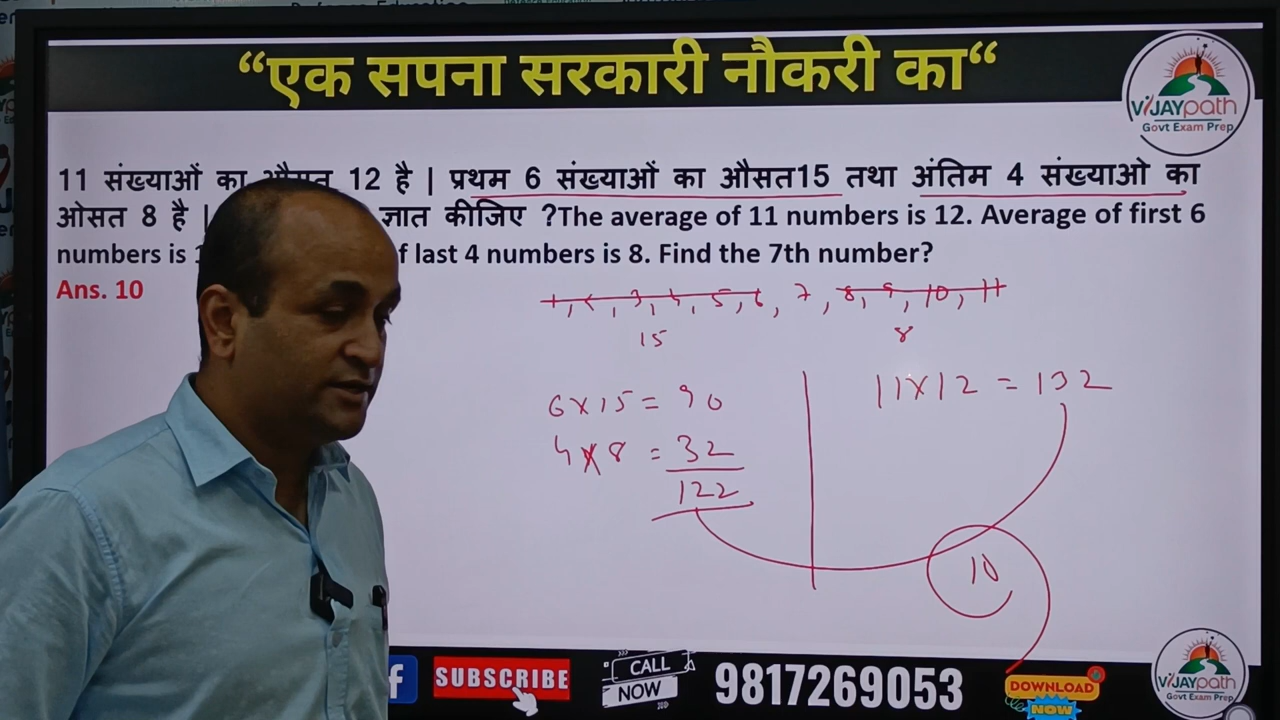 “एक सपना सरकारी नौकरी का“
VIJAYpath
Govt Exam Prep
11 संख्याओं का औसत 12 है | प्रथम 6 संख्याओं का औसत15 तथा अंतिम 4 संख्याओ का
ओसत 8 है | ज्ञात कीजिए ?The average of 11 numbers is 12. Average of first 6
numbers is f last 4 numbers is 8. Find the 7th number?
Ans. 10
1, 2, 3, 4, 5, 6, 7, 8, 9, 10, 11
15 8
6×15 = 90
11×12 = 132
4×8 = 32
122
10
f SUBSCRIBE CALL NOW 9817269053 DOWNLOAD NOW
VIJAYpath
Govt Exam Prep